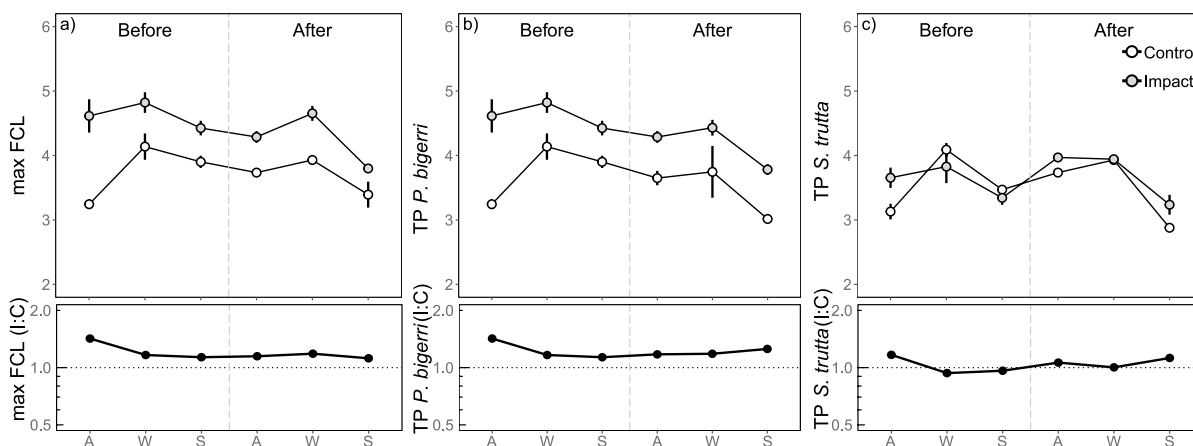 a) Before After
6
5
4
3
2
max FCL
b) Before After
6
5
4
3
2
TP P. bigerri
c) Before After
Contro
Impact
6
5
4
3
2
TP S. trutta
2.0
1.0
0.5
max FCL (I:C)
A W S A W S
2.0
1.0
0.5
TP P. bigerri (I:C)
A W S A W S
2.0
1.0
0.5
TP S. trutta (I:C)
A W S A W S